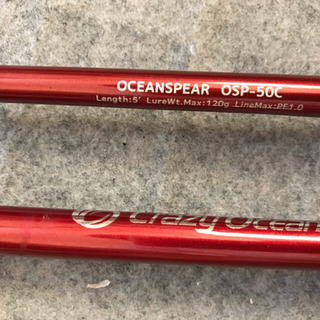 OCEANSPEAR OSP-50C
Length:5' LureWt.Max:120g LineMax:PE1.0
Crazy Ocean